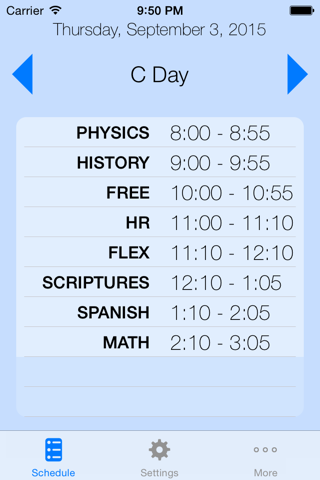 Carrier 9:50 PM
Thursday, September 3, 2015
C Day
PHYSICS 8:00 - 8:55
HISTORY 9:00 - 9:55
FREE 10:00 - 10:55
HR 11:00 - 11:10
FLEX 11:10 - 12:10
SCRIPTURES 12:10 - 1:05
SPANISH 1:10 - 2:05
MATH 2:10 - 3:05
Schedule Settings More